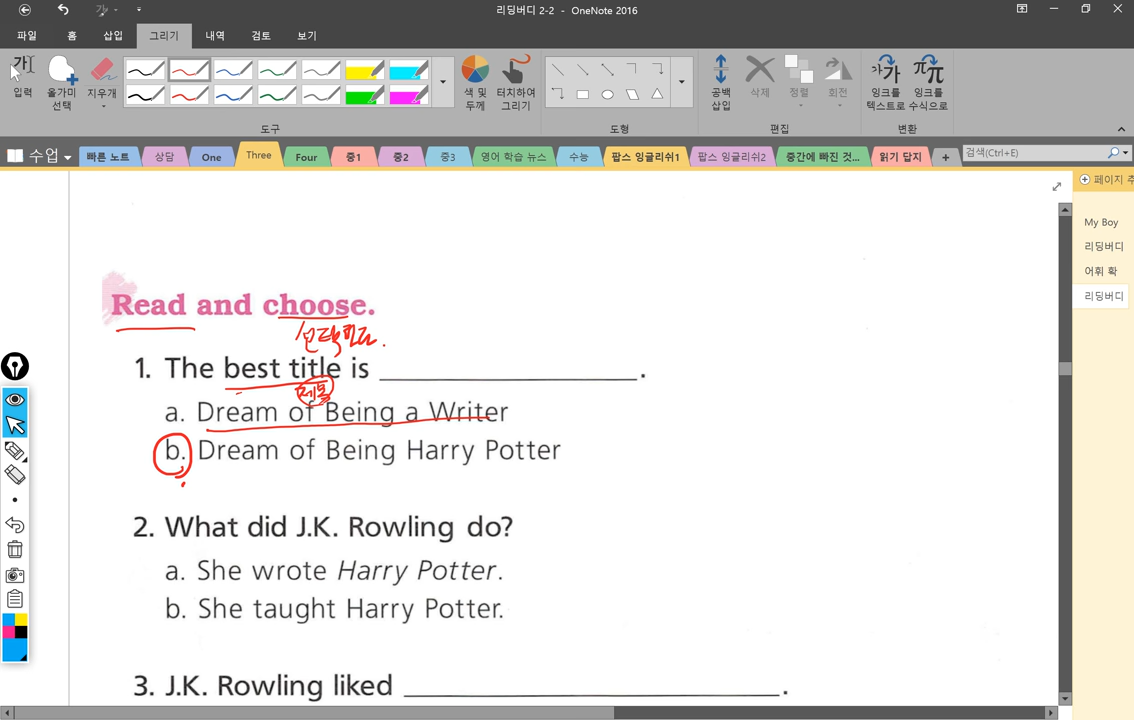 리딩버디 2-2 - OneNote 2016
파일 홈 삽입 그리기 내역 검토 보기
입력
올가미 선택
지우개
색 및 두께
터치하여 그리기
공백 삽입
삭제
정렬
회전
잉크를 텍스트로
잉크를 수식으로
도구
도형
편집
변환
수업 빠른 노트 상담 One Three Four 중1 중2 중3 영어 학습 뉴스 수능 팝스 잉글리쉬1 팝스 잉글리쉬2 중간에 빠진 것... 읽기 답지 + 검색(Ctrl+E)
페이지 추
My Boy
리딩버디
어휘 확
리딩버디
Read and choose.
선택하다.
1. The best title is ____________________.
제목
a. Dream of Being a Writer
b. Dream of Being Harry Potter
2. What did J.K. Rowling do?
a. She wrote Harry Potter.
b. She taught Harry Potter.
3. J.K. Rowling liked ____________________.